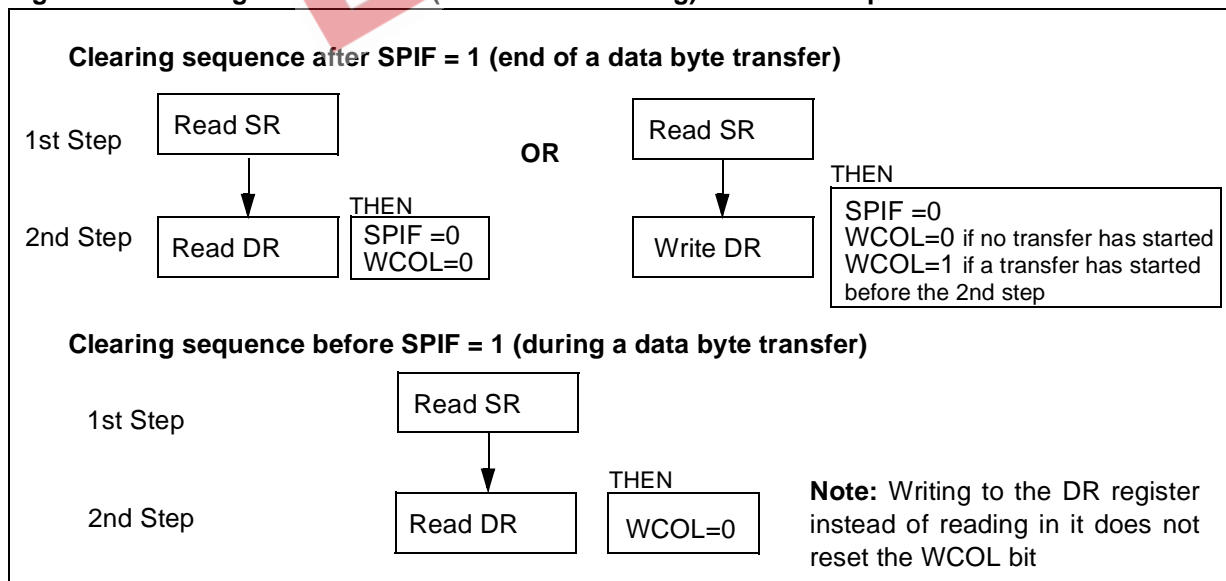 Clearing sequence after SPIF = 1 (end of a data byte transfer)
1st Step
Read SR
OR
Read SR
2nd Step
Read DR
THEN
SPIF =0
WCOL=0
Write DR
THEN
SPIF =0
WCOL=0 if no transfer has started
WCOL=1 if a transfer has started
before the 2nd step
Clearing sequence before SPIF = 1 (during a data byte transfer)
1st Step
Read SR
2nd Step
Read DR
THEN
WCOL=0
Note: Writing to the DR register
instead of reading in it does not
reset the WCOL bit